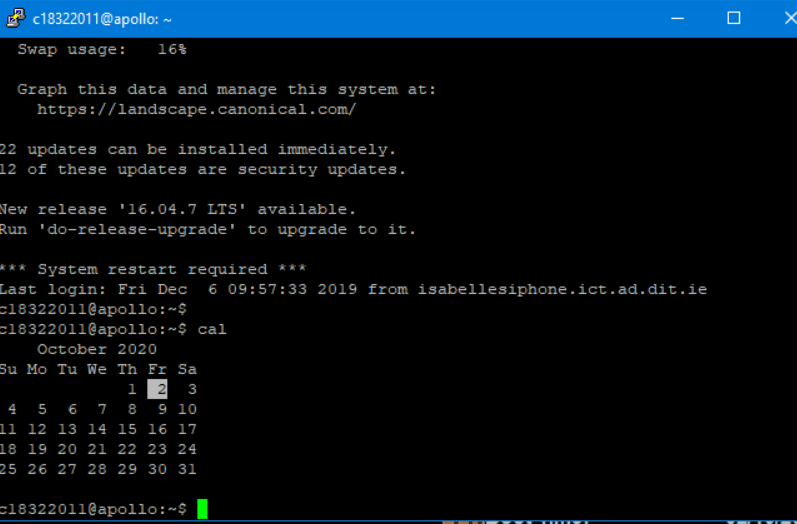 c18322011@apollo: ~
Swap usage:   16%
Graph this data and manage this system at:
https://landscape.canonical.com/
22 updates can be installed immediately.
12 of these updates are security updates.
New release '16.04.7 LTS' available.
Run 'do-release-upgrade' to upgrade to it.
*** System restart required ***
Last login: Fri Dec  6 09:57:33 2019 from isabellesiphone.ict.ad.dit.ie
c18322011@apollo:~$
c18322011@apollo:~$ cal
October 2020
Su Mo Tu We Th Fr Sa
1  2  3
4  5  6  7  8  9 10
11 12 13 14 15 16 17
18 19 20 21 22 23 24
25 26 27 28 29 30 31
c18322011@apollo:~$